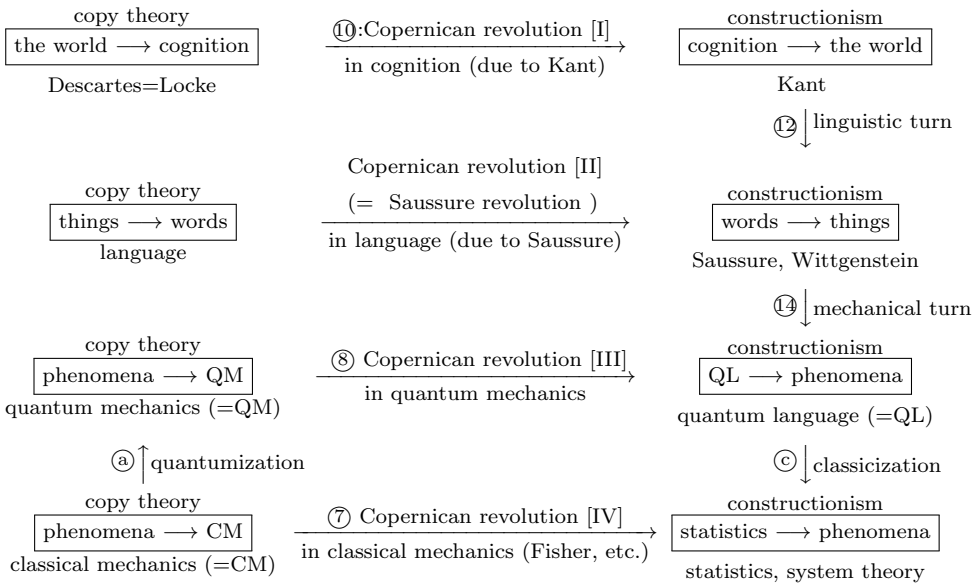 copy theory
the world ⟶ cognition
Descartes=Locke
⑩:Copernican revolution [I]
in cognition (due to Kant)
constructionism
cognition ⟶ the world
Kant
⑫ linguistic turn
copy theory
things ⟶ words
language
Copernican revolution [II]
(= Saussure revolution )
in language (due to Saussure)
constructionism
words ⟶ things
Saussure, Wittgenstein
⑭ mechanical turn
copy theory
phenomena ⟶ QM
quantum mechanics (=QM)
⑧ Copernican revolution [III]
in quantum mechanics
constructionism
QL ⟶ phenomena
quantum language (=QL)
ⓐ quantumization
ⓒ classicization
copy theory
phenomena ⟶ CM
classical mechanics (=CM)
⑦ Copernican revolution [IV]
in classical mechanics (Fisher, etc.)
constructionism
statistics ⟶ phenomena
statistics, system theory